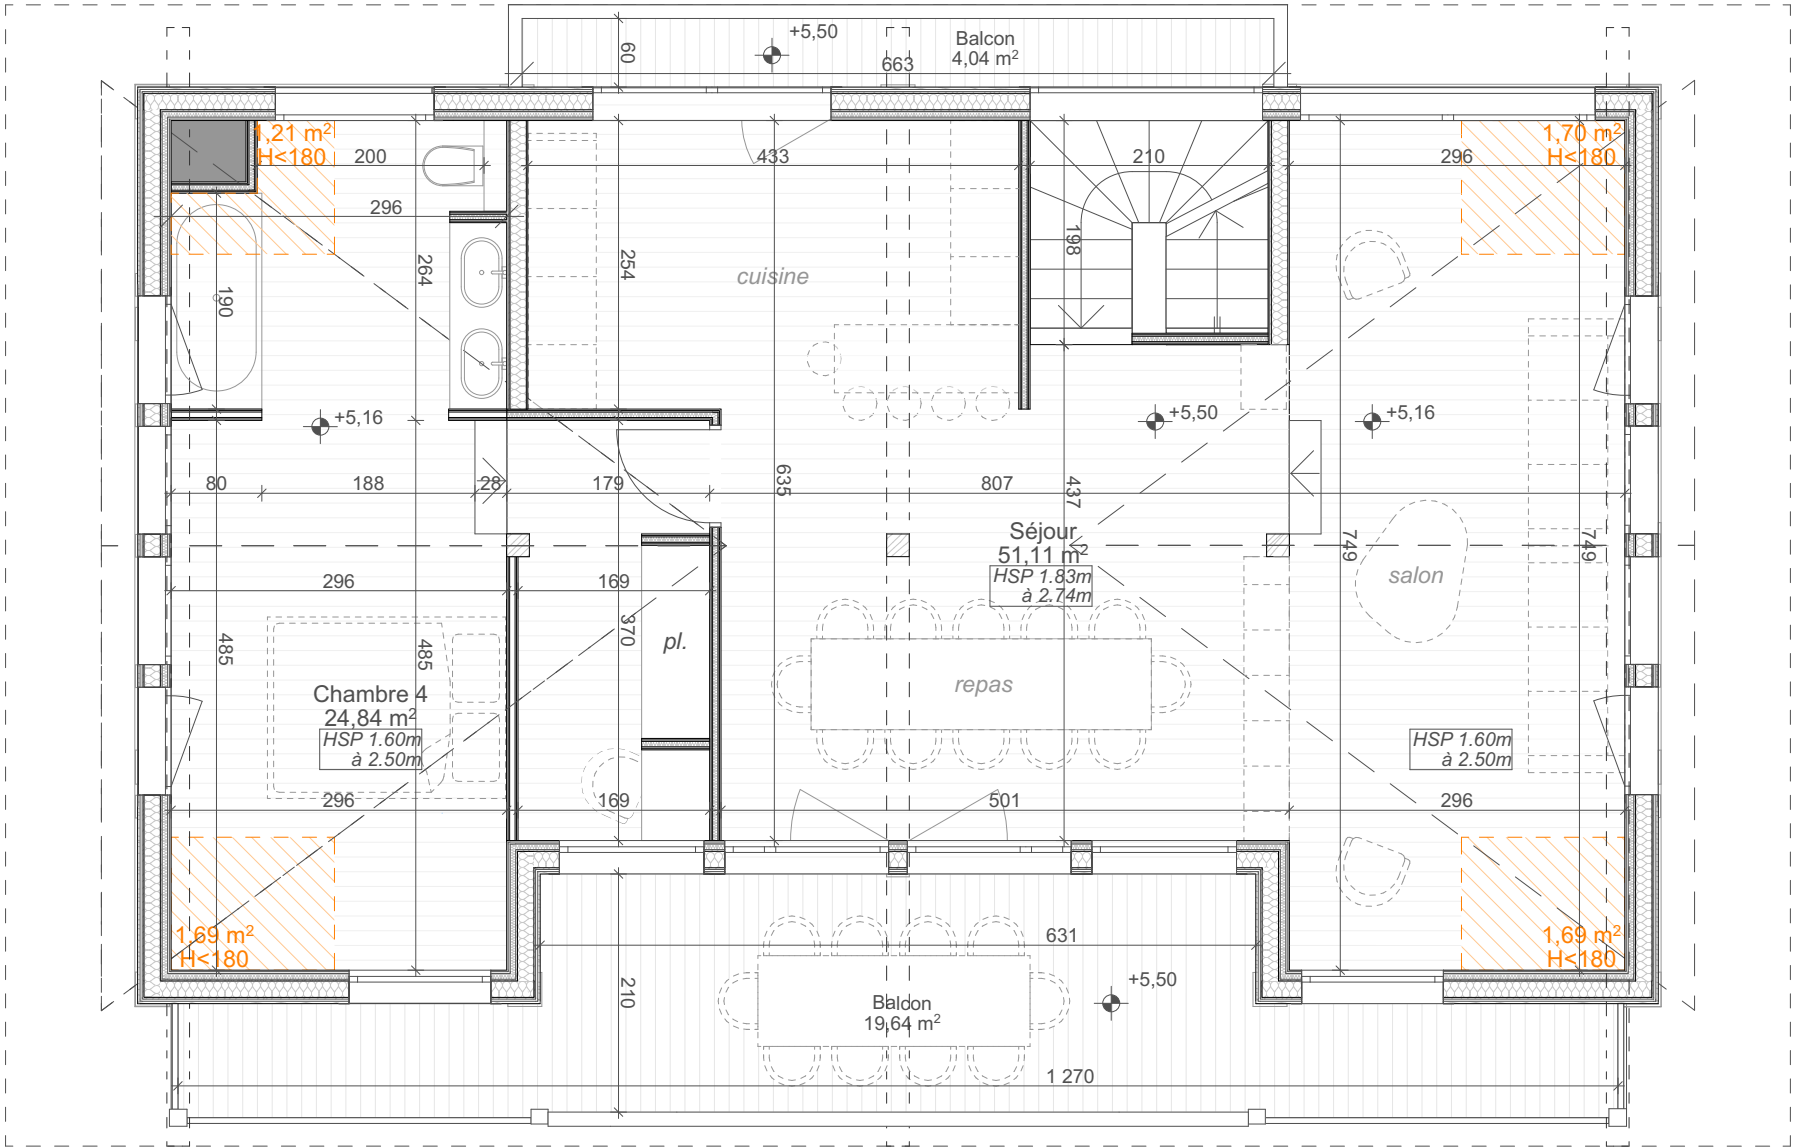 +5,50
Balcon
4,04 m²
60
663
1,21 m²
H<180
200
433
210
296
1,70 m²
H<180
296
264
254
198
cuisine
190
+5,16
+5,50
+5,16
80
188
28
179
635
807
437
749
749
Séjour
51,11 m²
HSP 1.83m
à 2.74m
salon
296
169
370
pl.
485
485
Chambre 4
24,84 m²
HSP 1.60m
à 2.50m
repas
HSP 1.60m
à 2.50m
296
169
501
296
1,69 m²
H<180
1,69 m²
H<180
631
210
+5,50
Balcon
19,64 m²
1 270